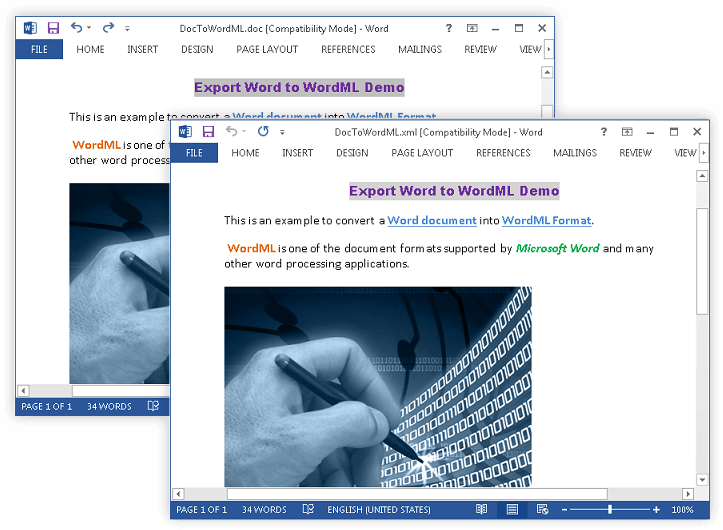 DocToWordML.doc [Compatibility Mode] - Word
FILE HOME INSERT DESIGN PAGE LAYOUT REFERENCES MAILINGS REVIEW VIEW
Export Word to WordML Demo
This is an example to convert a Word document into WordML Format.
WordML is one of
other word process
PAGE 1 OF 1 34 WORDS
DocToWordML.xml [Compatibility Mode] - Word
FILE HOME INSERT DESIGN PAGE LAYOUT REFERENCES MAILINGS REVIEW VIEW
Export Word to WordML Demo
This is an example to convert a Word document into WordML Format.
WordML is one of the document formats supported by Microsoft Word and many
other word processing applications.
PAGE 1 OF 1 34 WORDS ENGLISH (UNITED STATES) 100%